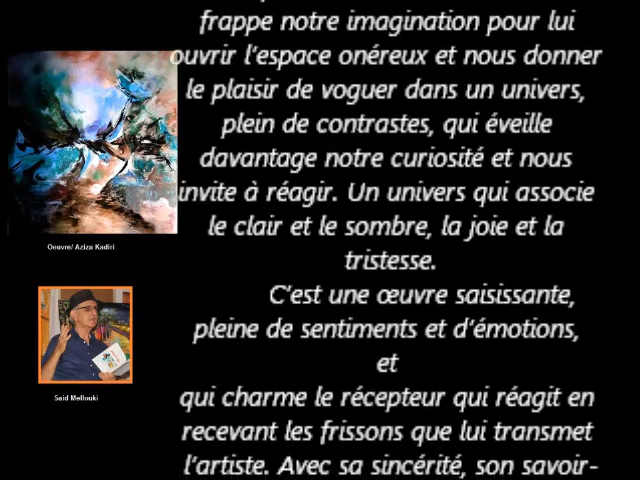 frappe notre imagination pour lui
ouvrir l'espace onéreux et nous donner
le plaisir de voguer dans un univers,
plein de contrastes, qui éveille
davantage notre curiosité et nous
invite à réagir. Un univers qui associe
le clair et le sombre, la joie et la
tristesse.
C'est une œuvre saisissante,
pleine de sentiments et d'émotions,
et
qui charme le récepteur qui réagit en
recevant les frissons que lui transmet
l'artiste. Avec sa sincérité, son savoir-
Oeuvre/ Aziza Kadiri
Said Mellouki